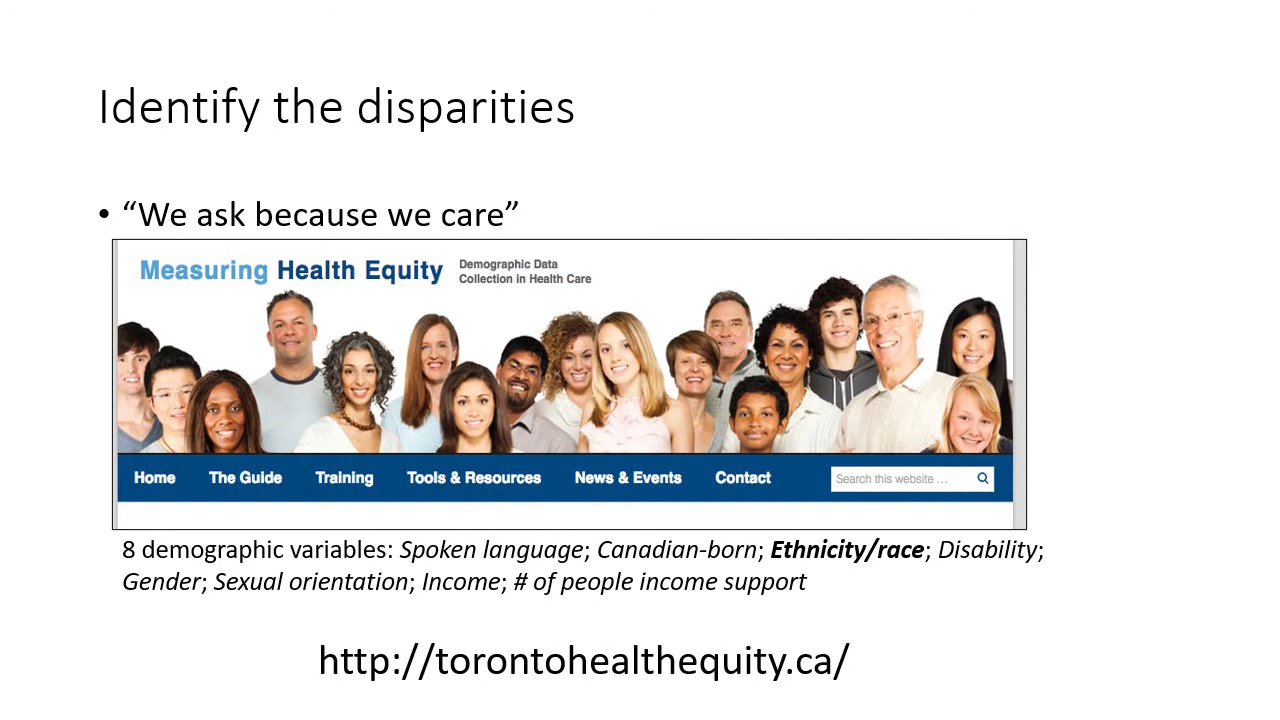 Identify the disparities
• “We ask because we care”
Measuring Health Equity
Demographic Data
Collection in Health Care
Home The Guide Training Tools & Resources News & Events Contact Search this website ...
8 demographic variables: Spoken language; Canadian-born; Ethnicity/race; Disability;
Gender; Sexual orientation; Income; # of people income support
http://torontohealthequity.ca/